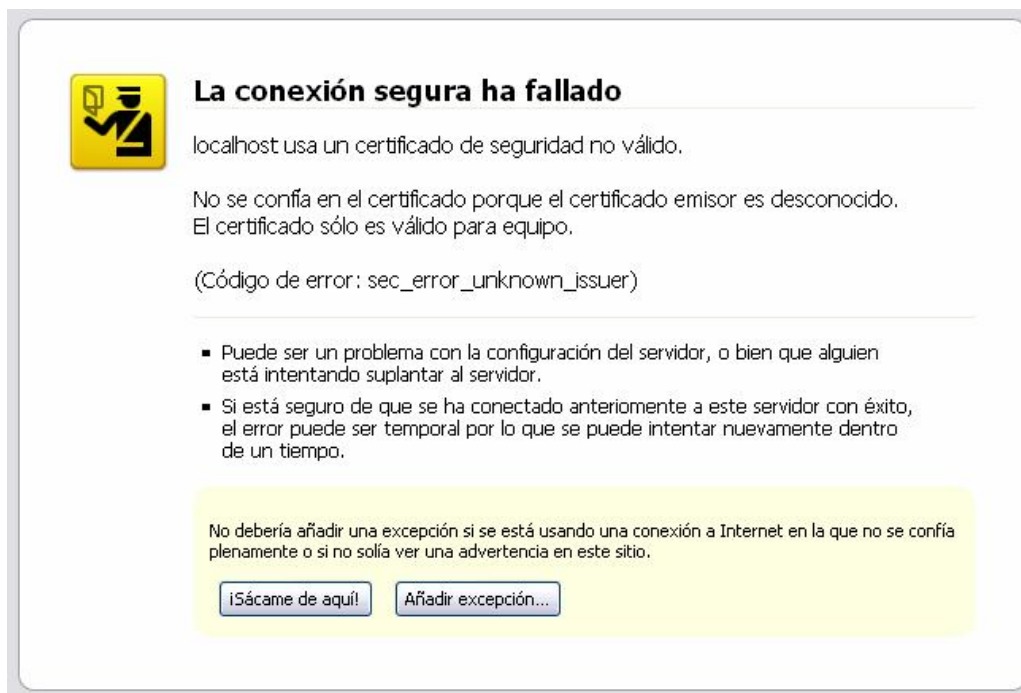 La conexión segura ha fallado
localhost usa un certificado de seguridad no válido.
No se confía en el certificado porque el certificado emisor es desconocido.
El certificado sólo es válido para equipo.
(Código de error: sec_error_unknown_issuer)
Puede ser un problema con la configuración del servidor, o bien que alguien
está intentando suplantar al servidor.
Si está seguro de que se ha conectado anteriomente a este servidor con éxito,
el error puede ser temporal por lo que se puede intentar nuevamente dentro
de un tiempo.
No debería añadir una excepción si se está usando una conexión a Internet en la que no se confía
plenamente o si no solía ver una advertencia en este sitio.
¡Sácame de aquí!
Añadir excepción...